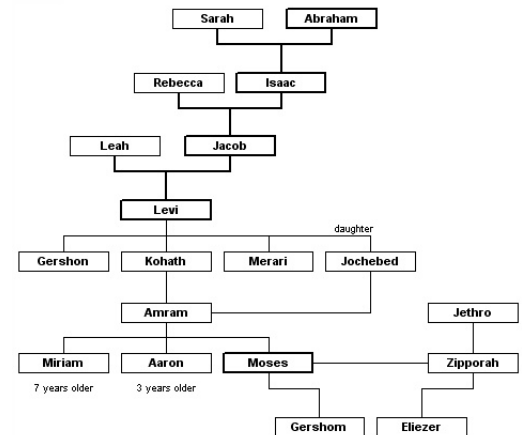 Sarah
Abraham
Rebecca
Isaac
Leah
Jacob
Levi
daughter
Gershon
Kohath
Merari
Jochebed
Amram
Jethro
Miriam
Aaron
Moses
Zipporah
7 years older
3 years older
Gershom
Eliezer